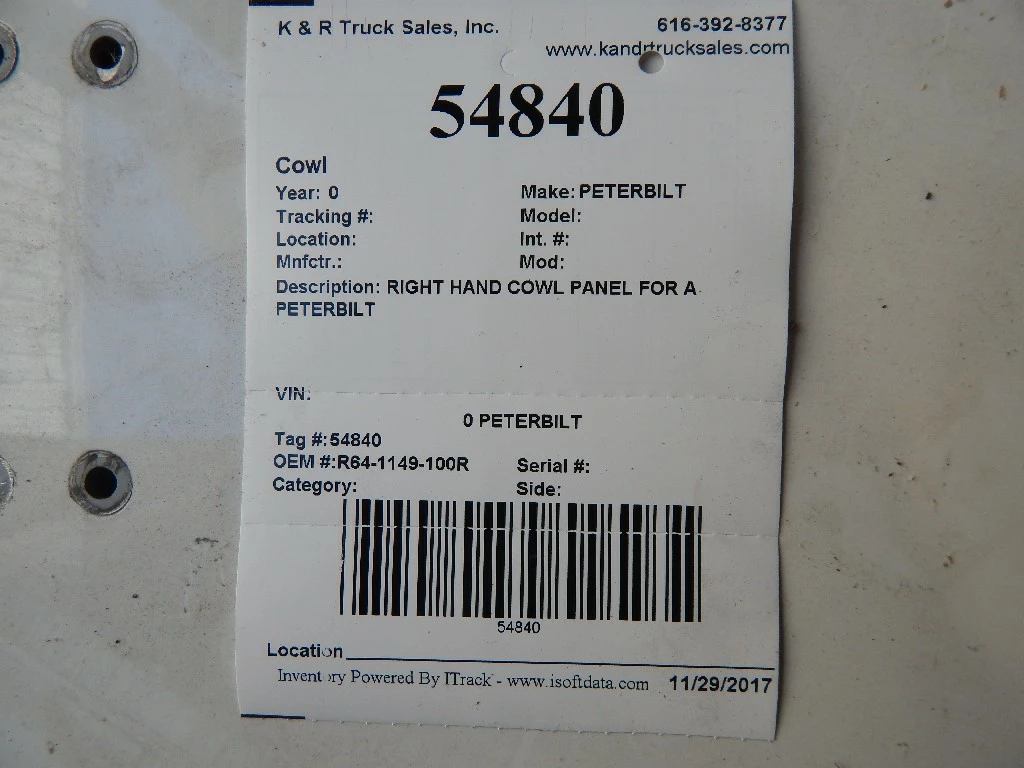 K & R Truck Sales, Inc. 616-392-8377
www.kandrtrucksales.com
54840
Cowl
Year: 0 Make: PETERBILT
Tracking #: Model:
Location: Int. #:
Mnfctr.: Mod:
Description: RIGHT HAND COWL PANEL FOR A
PETERBILT
VIN:
0 PETERBILT
Tag #:54840
OEM #:R64-1149-100R Serial #:
Category: Side:
54840
Location
Inventory Powered By ITrack - www.isoftdata.com 11/29/2017